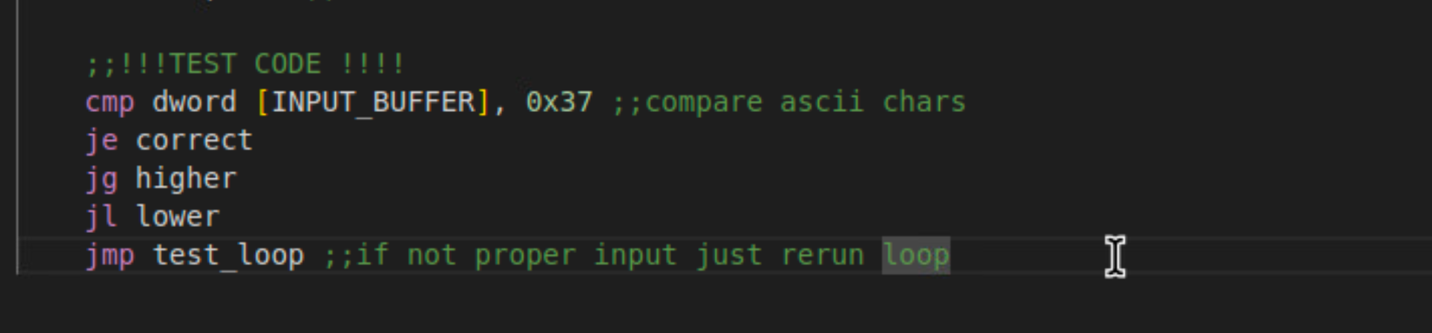 ;;!!!TEST CODE !!!!
cmp dword [INPUT_BUFFER], 0x37 ;;compare ascii chars
je correct
jg higher
jl lower
jmp test_loop ;;if not proper input just rerun loop